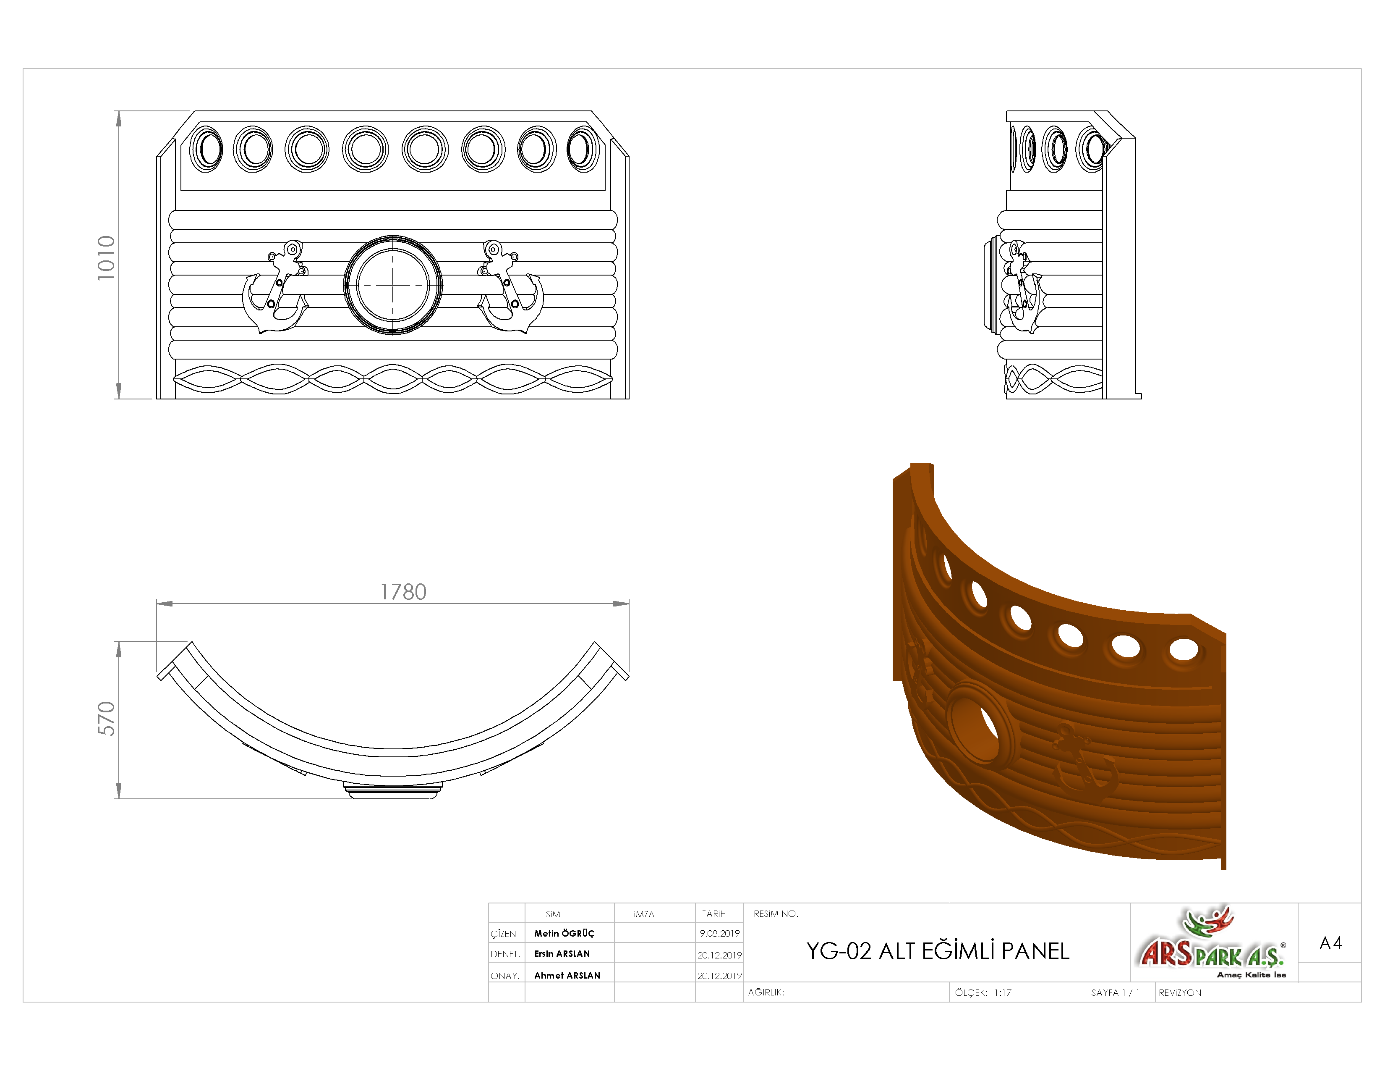 1010
1780
570
İSİM İMZA TARİH RESİM NO.
ÇİZEN Metin ÖGRÜÇ 9.08.2019
DENET. Ersin ARSLAN 20.12.2019
ONAY. Ahmet ARSLAN 20.12.2019
YG-02 ALT EĞİMLİ PANEL
ARSPARK A.Ş.®
Amaç Kalite İse
A4
AĞIRLIK: ÖLÇEK: 1:17 SAYFA 1 / 1 REVİZYON